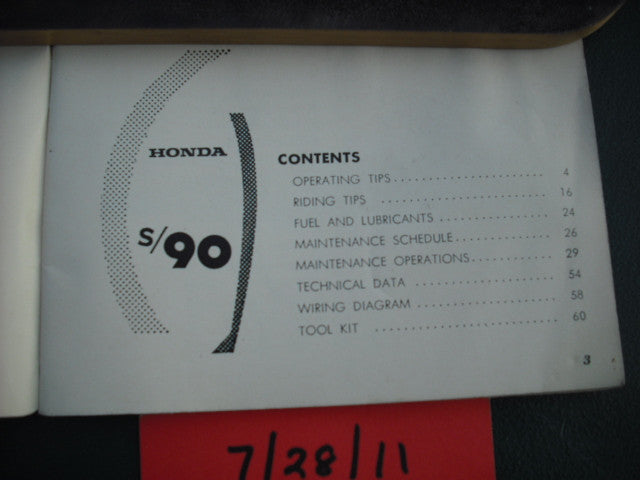 HONDA
S/90
CONTENTS
OPERATING TIPS.......................... 4
RIDING TIPS .......................... 16
FUEL AND LUBRICANTS .................. 24
MAINTENANCE SCHEDULE................ 26
MAINTENANCE OPERATIONS.............. 29
TECHNICAL DATA ....................... 54
WIRING DIAGRAM ...................... 58
TOOL KIT ............................ 60
3
7/28/11